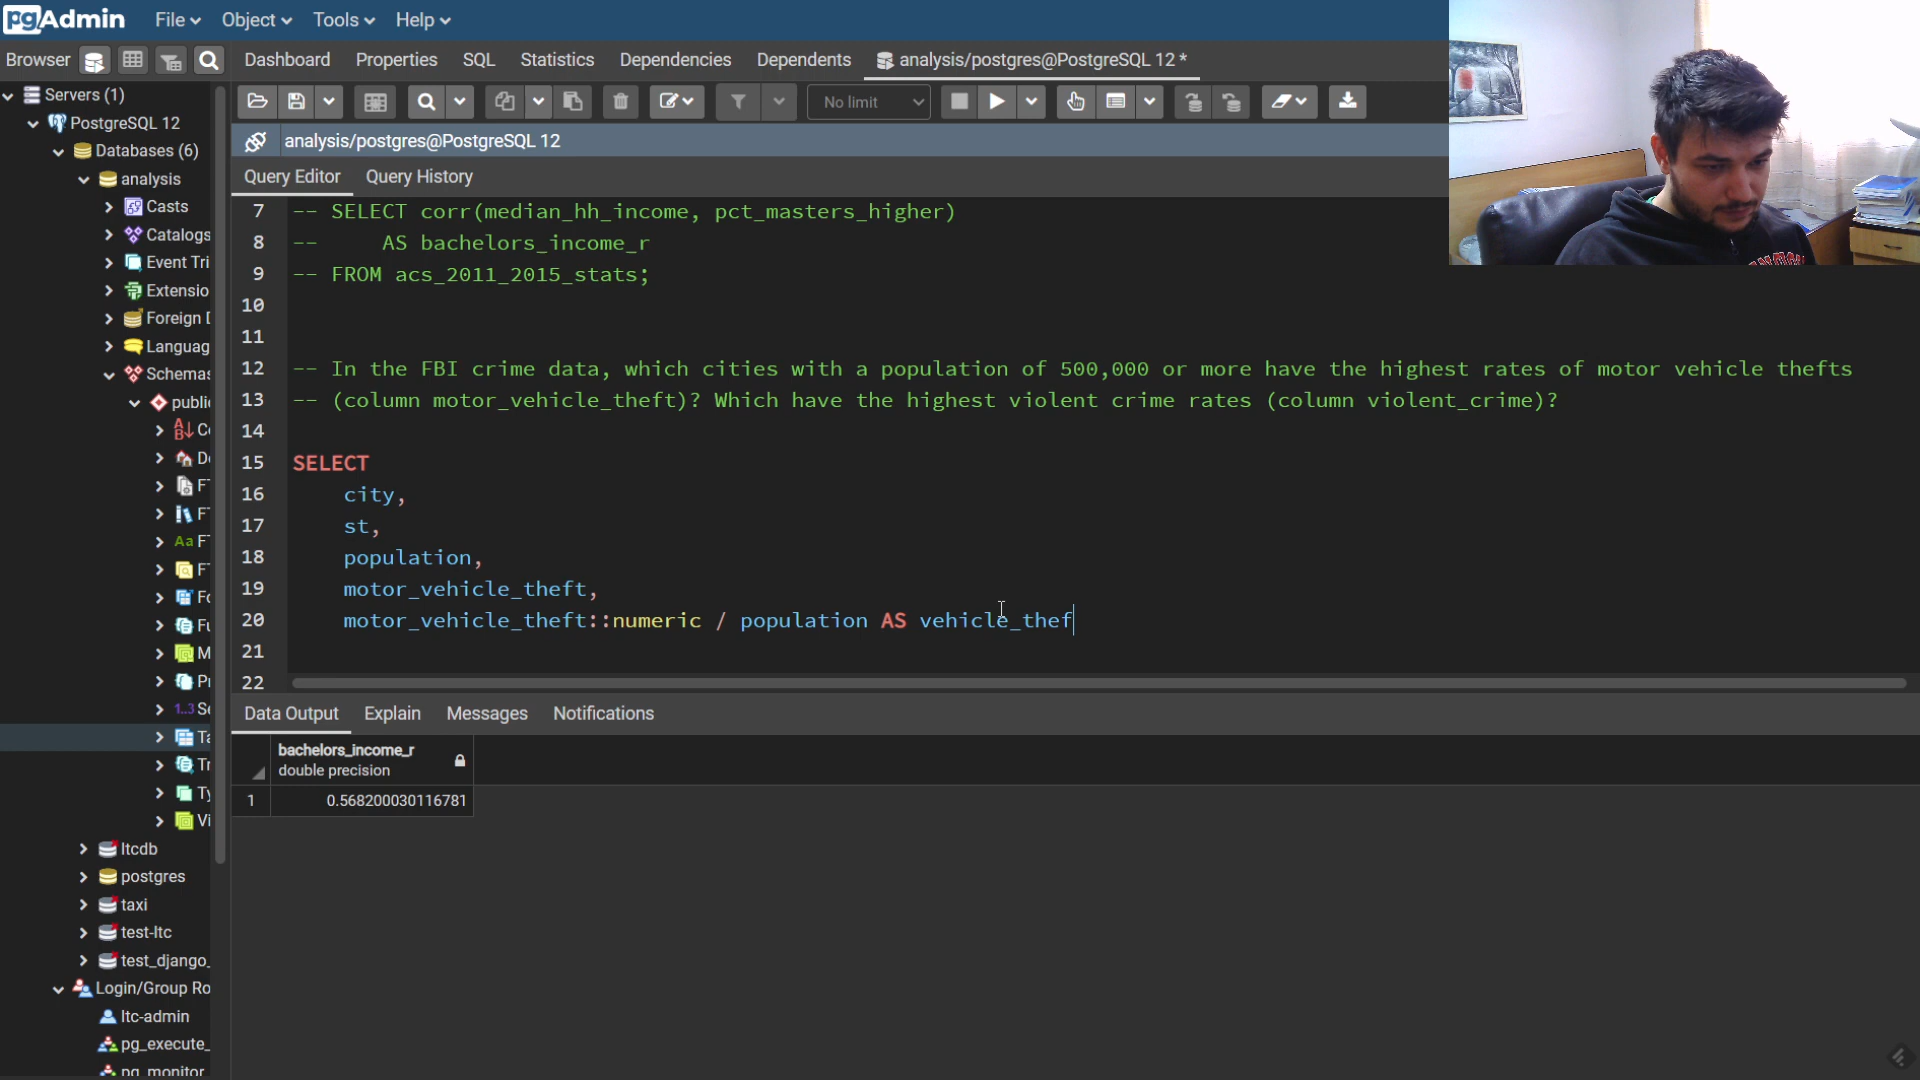 pgAdmin File Object Tools Help
Browser Dashboard Properties SQL Statistics Dependencies Dependents analysis/postgres@PostgreSQL 12 *
Servers (1)
PostgreSQL 12
Databases (6)
analysis
Casts
Catalogs
Event Tri
Extensio
Foreign
Languag
Schemas
public
ltcdb
postgres
taxi
test-ltc
test_django_
Login/Group Ro
ltc-admin
pg_execute_
pg_monitor
No limit
analysis/postgres@PostgreSQL 12
Query Editor Query History
7 -- SELECT corr(median_hh_income, pct_masters_higher)
8 -- AS bachelors_income_r
9 -- FROM acs_2011_2015_stats;
10
11
12 -- In the FBI crime data, which cities with a population of 500,000 or more have the highest rates of motor vehicle thefts
13 -- (column motor_vehicle_theft)? Which have the highest violent crime rates (column violent_crime)?
14
15 SELECT
16 city,
17 st,
18 population,
19 motor_vehicle_theft,
20 motor_vehicle_theft::numeric / population AS vehicle_thef
21
22
Data Output Explain Messages Notifications
bachelors_income_r
double precision
1 0.568200030116781